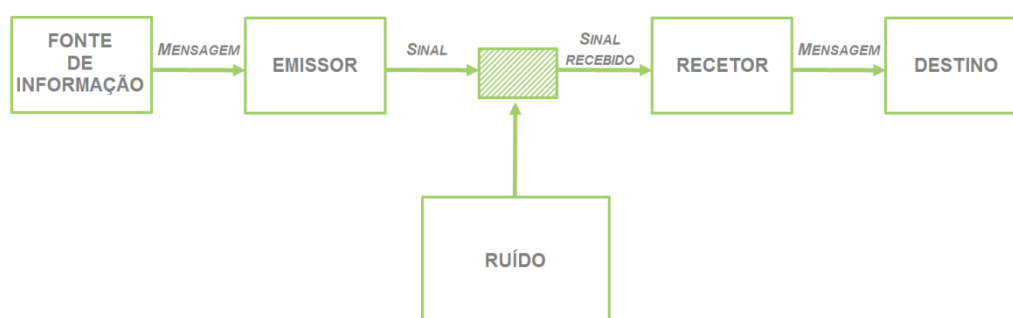 FONTE
DE
INFORMAÇÃO
MENSAGEM
EMISSOR
SINAL
SINAL
RECEBIDO
RECETOR
MENSAGEM
DESTINO
RUÍDO